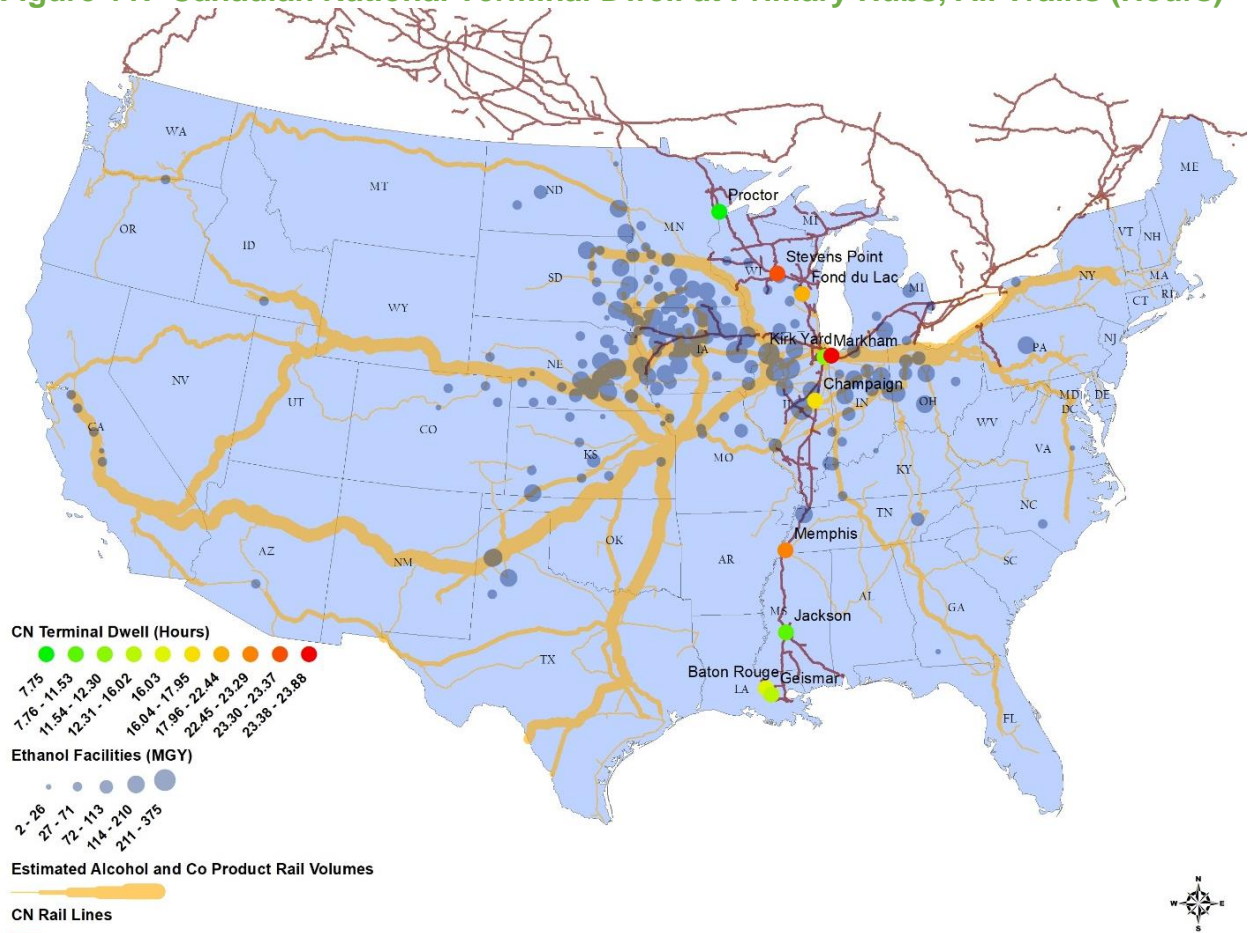 Canadian National Terminal Dwell at Primary Hubs, All Trains (Hours)
WA
MT
ND
MN
ME
Proctor
MI
OR
ID
VT
NH
SD
WI
Stevens Point
Fond du Lac
MI
NY
MA
CT
RI
WY
Kirk Yard
Markham
IA
NE
PA
NJ
NV
UT
CO
Champaign
IL
IN
OH
MD
DE
DC
WV
VA
CA
KS
MO
KY
NC
TN
OK
AZ
NM
AR
Memphis
SC
MS
AL
GA
Jackson
TX
Baton Rouge
Geismar
LA
FL
CN Terminal Dwell (Hours)
7.75
7.76 - 11.53
11.54 - 12.30
12.31 - 16.02
16.03
16.04 - 17.95
17.96 - 22.44
22.45 - 23.29
23.30 - 23.37
23.38 - 23.88
Ethanol Facilities (MGY)
2 - 26
27 - 71
72 - 113
114 - 210
211 - 375
Estimated Alcohol and Co Product Rail Volumes
CN Rail Lines
N
W
E
S